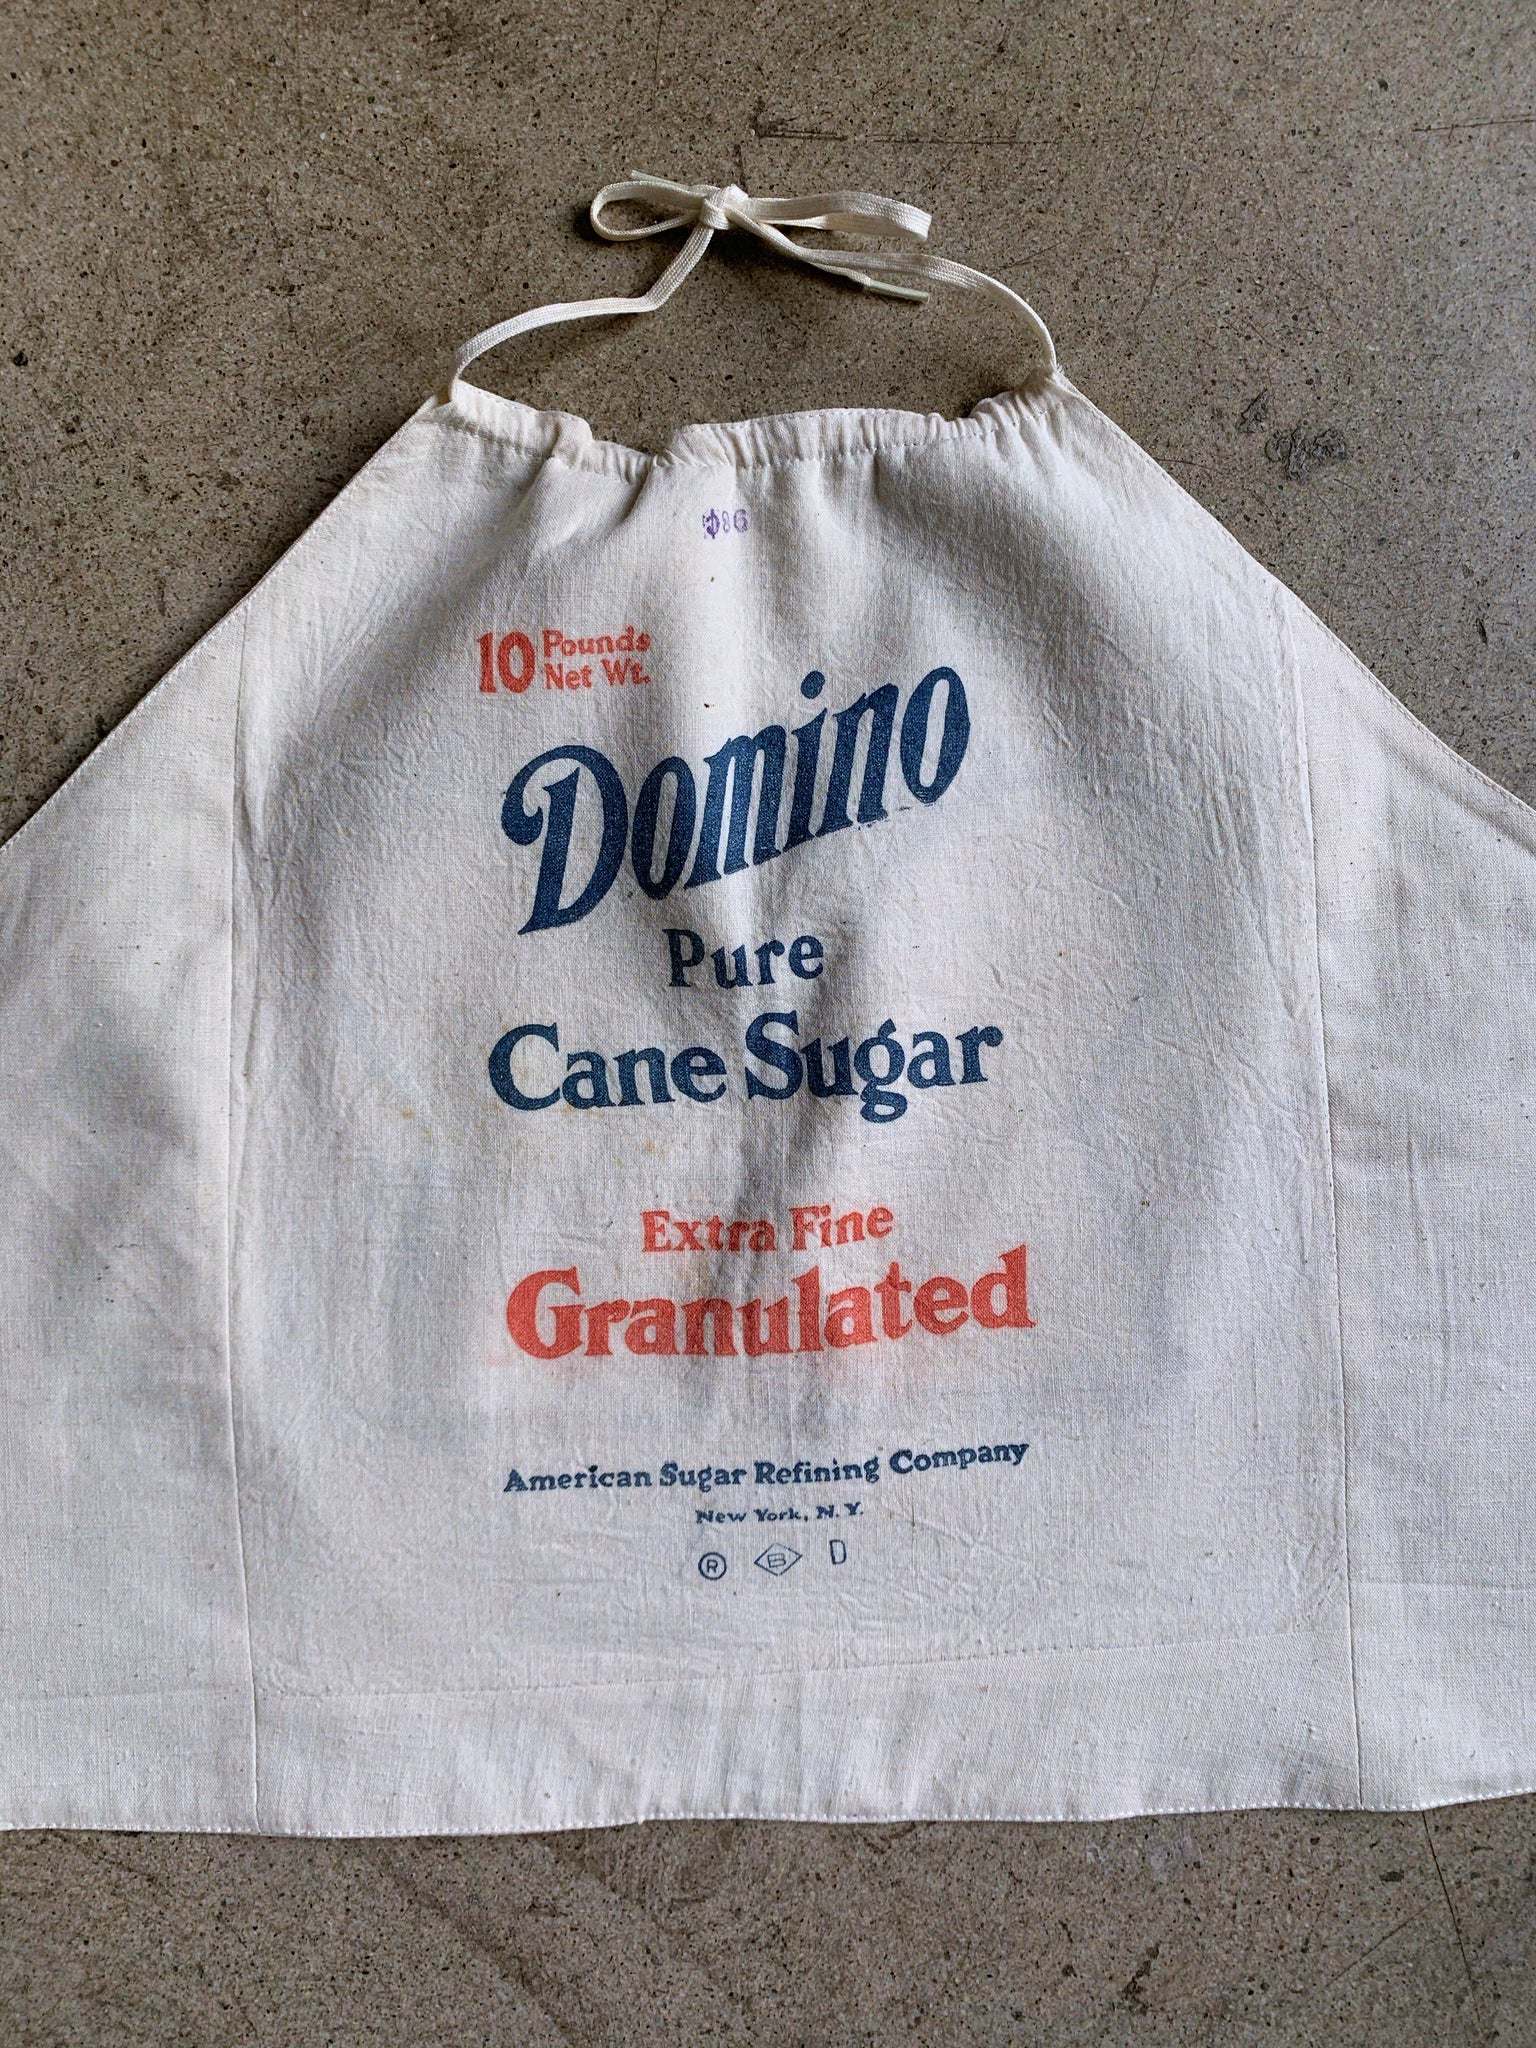 10 Pounds
Net Wt.
Domino
Pure
Cane Sugar
Extra Fine
Granulated
American Sugar Refining Company
New York, N. Y.
® B D